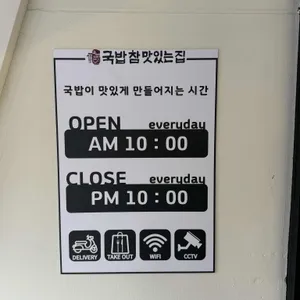 국밥참맛있는집
국밥이 맛있게 만들어지는 시간
OPEN everyday
AM 10 : 00
CLOSE everyday
PM 10 : 00
DELIVERY TAKE OUT WIFI CCTV